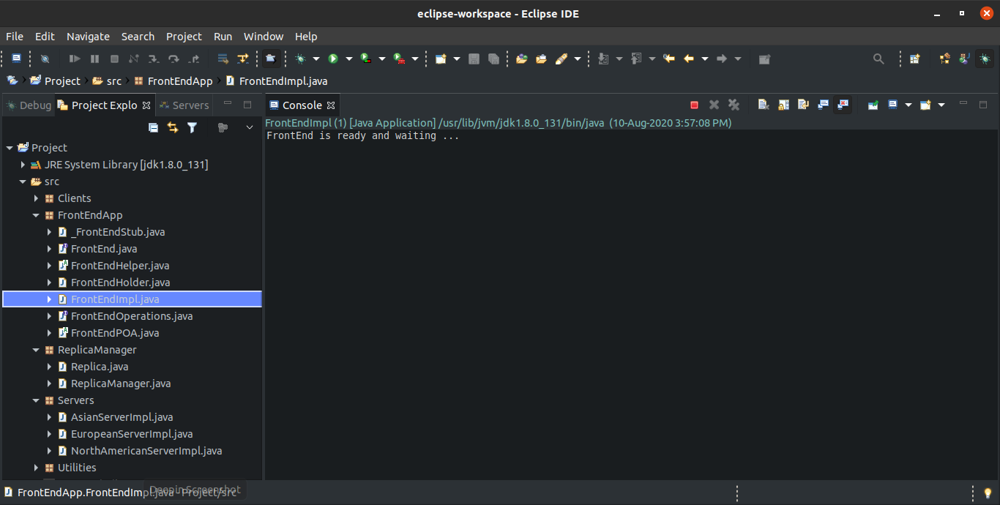 eclipse-workspace - Eclipse IDE
File Edit Navigate Search Project Run Window Help
Project src FrontEndApp FrontEndImpl.java
Debug Project Explo Servers Console
FrontEndImpl (1) [Java Application] /usr/lib/jvm/jdk1.8.0_131/bin/java (10-Aug-2020 3:57:08 PM)
FrontEnd is ready and waiting ...
Project
JRE System Library [jdk1.8.0_131]
src
Clients
FrontEndApp
_FrontEndStub.java
FrontEnd.java
FrontEndHelper.java
FrontEndHolder.java
FrontEndImpl.java
FrontEndOperations.java
FrontEndPOA.java
ReplicaManager
Replica.java
ReplicaManager.java
Servers
AsianServerImpl.java
EuropeanServerImpl.java
NorthAmericanServerImpl.java
Utilities
Deepin Screenshot
FrontEndApp.FrontEndImpl.java - Project/src